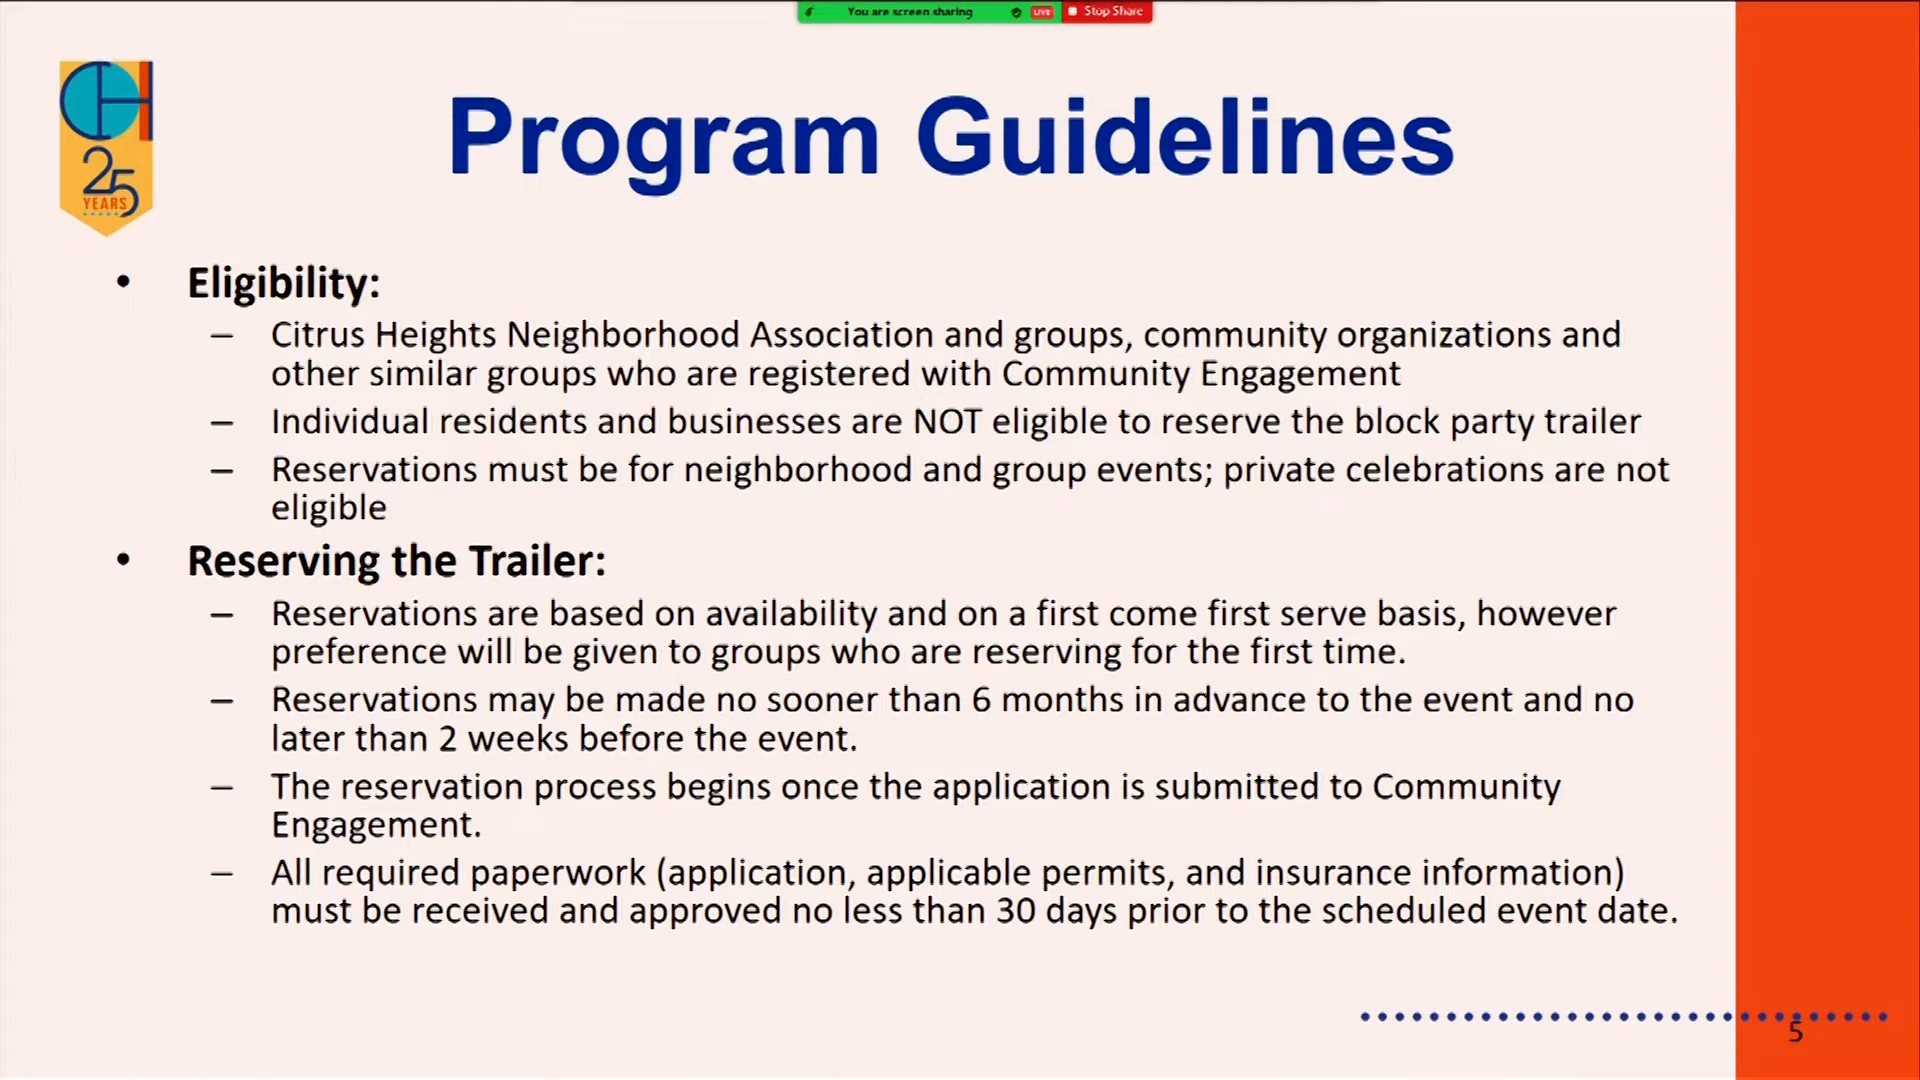 You are screen sharing LIVE Stop Share
CH
25
YEARS
Program Guidelines
• Eligibility:
– Citrus Heights Neighborhood Association and groups, community organizations and
other similar groups who are registered with Community Engagement
– Individual residents and businesses are NOT eligible to reserve the block party trailer
– Reservations must be for neighborhood and group events; private celebrations are not
eligible
• Reserving the Trailer:
– Reservations are based on availability and on a first come first serve basis, however
preference will be given to groups who are reserving for the first time.
– Reservations may be made no sooner than 6 months in advance to the event and no
later than 2 weeks before the event.
– The reservation process begins once the application is submitted to Community
Engagement.
– All required paperwork (application, applicable permits, and insurance information)
must be received and approved no less than 30 days prior to the scheduled event date.
5